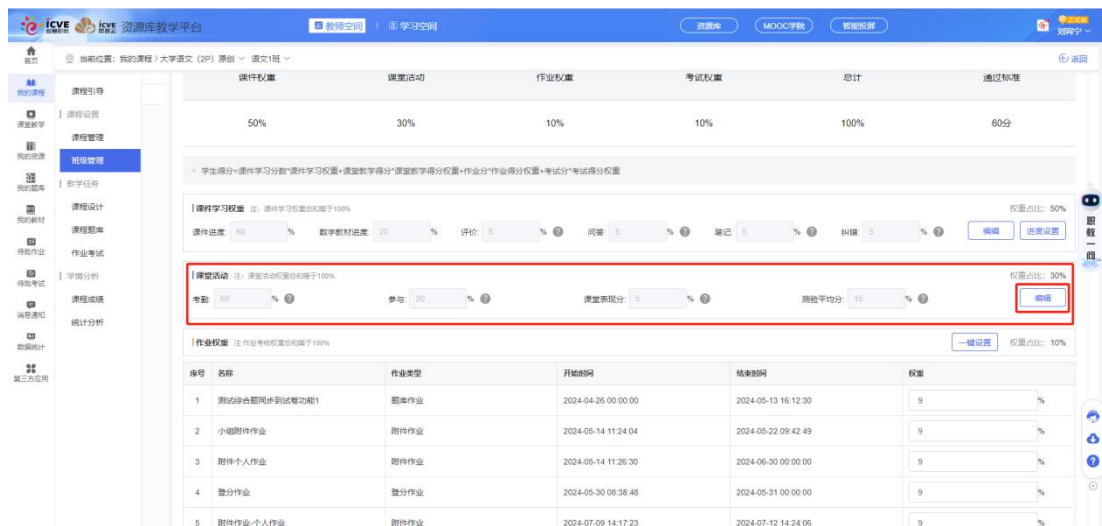 icve 智慧职教 icve 智慧职教 资源库教学平台 教师空间 学习空间 资源库 MOOC学院 智能投屏 正式版 刘宵宁
首页
当前位置：我的课程 > 大学语文（2P）原创 语文1班 返回
我的课程
课堂教学
我的资源
我的题库
我的教材
待批作业
待批考试
消息通知
数据统计
第三方应用
课程引导
课程设置
课程管理
班级管理
教学任务
课程设计
课程题库
作业考试
学情分析
课程成绩
统计分析
课件权重 课堂活动 作业权重 考试权重 总计 通过标准
50% 30% 10% 10% 100% 60分
学生得分=课件学习分数*课件学习权重+课堂教学得分*课堂教学得分权重+作业分*作业得分权重+考试分*考试得分权重
课件学习权重 注：课件学习权重总和等于100% 权重占比：50%
课件进度: 60 % 数字教材进度: 20 % 评价: 5 % 问答: 5 % 笔记: 5 % 纠错: 5 % 编辑 进度设置
课堂活动 注：课堂活动权重总和等于100% 权重占比：30%
考勤: 60 % 参与: 20 % 课堂表现分: 5 % 测验平均分: 15 % 编辑
作业权重 注:作业考核权重总和等于100% 一键设置 权重占比：10%
序号 名称 作业类型 开始时间 结束时间 权重
1 测试综合题同步到试卷功能1 题库作业 2024-04-26 00:00:00 2024-05-13 16:12:30 9 %
2 小组附件作业 附件作业 2024-05-14 11:24:04 2024-05-22 09:42:49 9 %
3 附件个人作业 附件作业 2024-05-14 11:26:30 2024-06-30 00:00:00 9 %
4 登分作业 登分作业 2024-05-30 08:38:48 2024-05-31 00:00:00 9 %
5 附件作业-个人作业 附件作业 2024-07-09 14:17:23 2024-07-12 14:24:06 9 %
职教一问